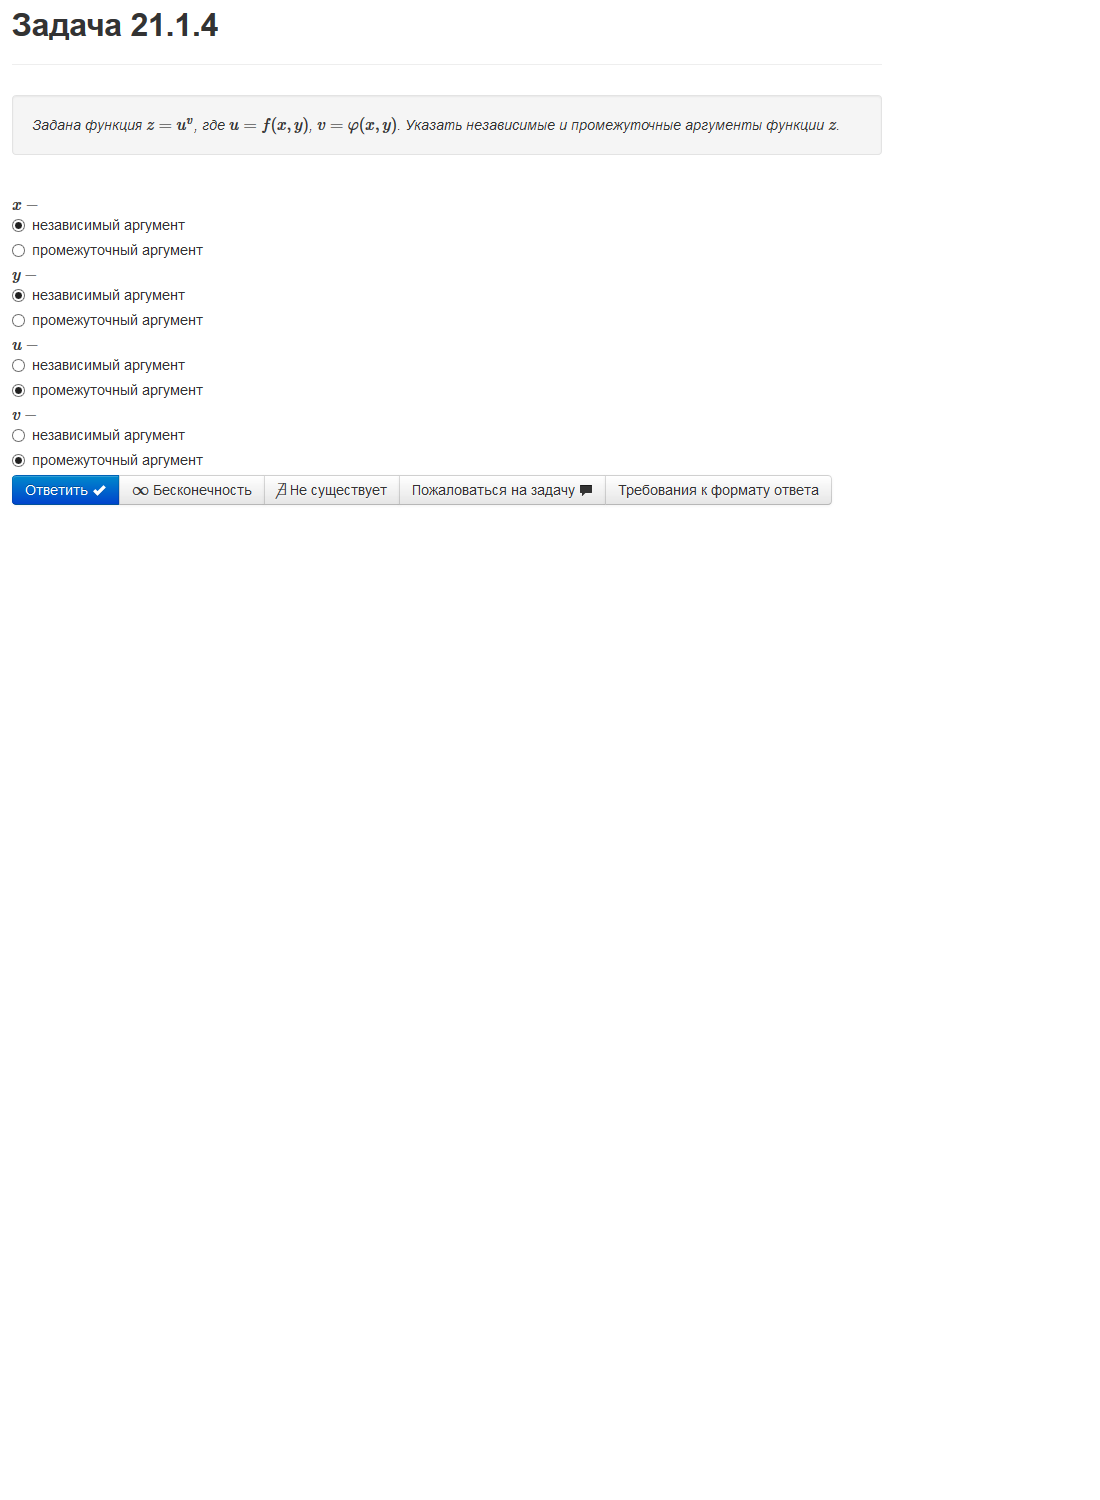 Задача 21.1.4
Задана функция z = u^v, где u = f(x, y), v = φ(x, y). Указать независимые и промежуточные аргументы функции z.
x —
независимый аргумент
промежуточный аргумент
y —
независимый аргумент
промежуточный аргумент
u —
независимый аргумент
промежуточный аргумент
v —
независимый аргумент
промежуточный аргумент
Ответить ∞ Бесконечность ∄ Не существует Пожаловаться на задачу Требования к формату ответа